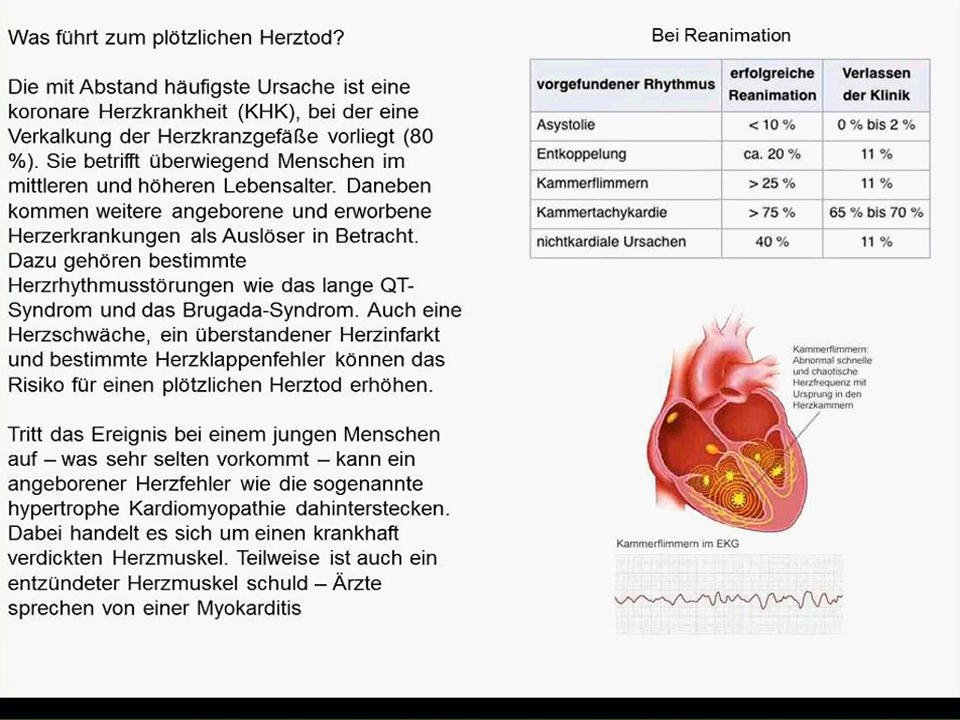 Was führt zum plötzlichen Herztod?
Die mit Abstand häufigste Ursache ist eine
koronare Herzkrankheit (KHK), bei der eine
Verkalkung der Herzkranzgefäße vorliegt (80
%). Sie betrifft überwiegend Menschen im
mittleren und höheren Lebensalter. Daneben
kommen weitere angeborene und erworbene
Herzerkrankungen als Auslöser in Betracht.
Dazu gehören bestimmte
Herzrhythmusstörungen wie das lange QT-
Syndrom und das Brugada-Syndrom. Auch eine
Herzschwäche, ein überstandener Herzinfarkt
und bestimmte Herzklappenfehler können das
Risiko für einen plötzlichen Herztod erhöhen.
Tritt das Ereignis bei einem jungen Menschen
auf – was sehr selten vorkommt – kann ein
angeborener Herzfehler wie die sogenannte
hypertrophe Kardiomyopathie dahinterstecken.
Dabei handelt es sich um einen krankhaft
verdickten Herzmuskel. Teilweise ist auch ein
entzündeter Herzmuskel schuld – Ärzte
sprechen von einer Myokarditis
Bei Reanimation
vorgefundener Rhythmus erfolgreiche Reanimation Verlassen der Klinik
Asystolie < 10 % 0 % bis 2 %
Entkoppelung ca. 20 % 11 %
Kammerflimmern > 25 % 11 %
Kammertachykardie > 75 % 65 % bis 70 %
nichtkardiale Ursachen 40 % 11 %
Kammerflimmern:
Abnormal schnelle
und chaotische
Herzfrequenz mit
Ursprung in den
Herzkammern
Kammerflimmern im EKG